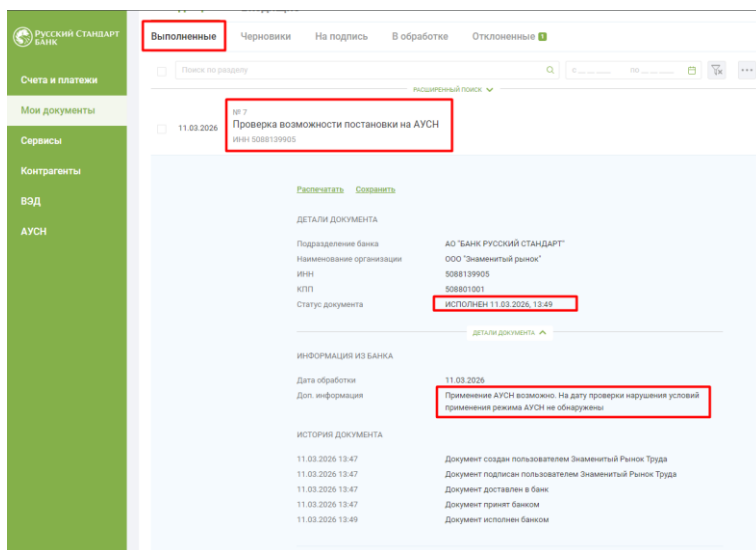 Русский Стандарт
БАНК
Счета и платежи
Мои документы
Сервисы
Контрагенты
ВЭД
АУСН
Выполненные Черновики На подпись В обработке Отклоненные 1
Поиск по разделу с __.__.____ по __.__.____
РАСШИРЕННЫЙ ПОИСК
11.03.2026
№ 7
Проверка возможности постановки на АУСН
ИНН 5088139905
Распечатать Сохранить
ДЕТАЛИ ДОКУМЕНТА
Подразделение банка АО "БАНК РУССКИЙ СТАНДАРТ"
Наименование организации ООО "Знаменитый рынок"
ИНН 5088139905
КПП 508801001
Статус документа ИСПОЛНЕН 11.03.2026, 13:49
ДЕТАЛИ ДОКУМЕНТА
ИНФОРМАЦИЯ ИЗ БАНКА
Дата обработки 11.03.2026
Доп. информация Применение АУСН возможно. На дату проверки нарушения условий
применения режима АУСН не обнаружены
ИСТОРИЯ ДОКУМЕНТА
11.03.2026 13:47 Документ создан пользователем Знаменитый Рынок Труда
11.03.2026 13:47 Документ подписан пользователем Знаменитый Рынок Труда
11.03.2026 13:47 Документ доставлен в банк
11.03.2026 13:47 Документ принят банком
11.03.2026 13:49 Документ исполнен банком